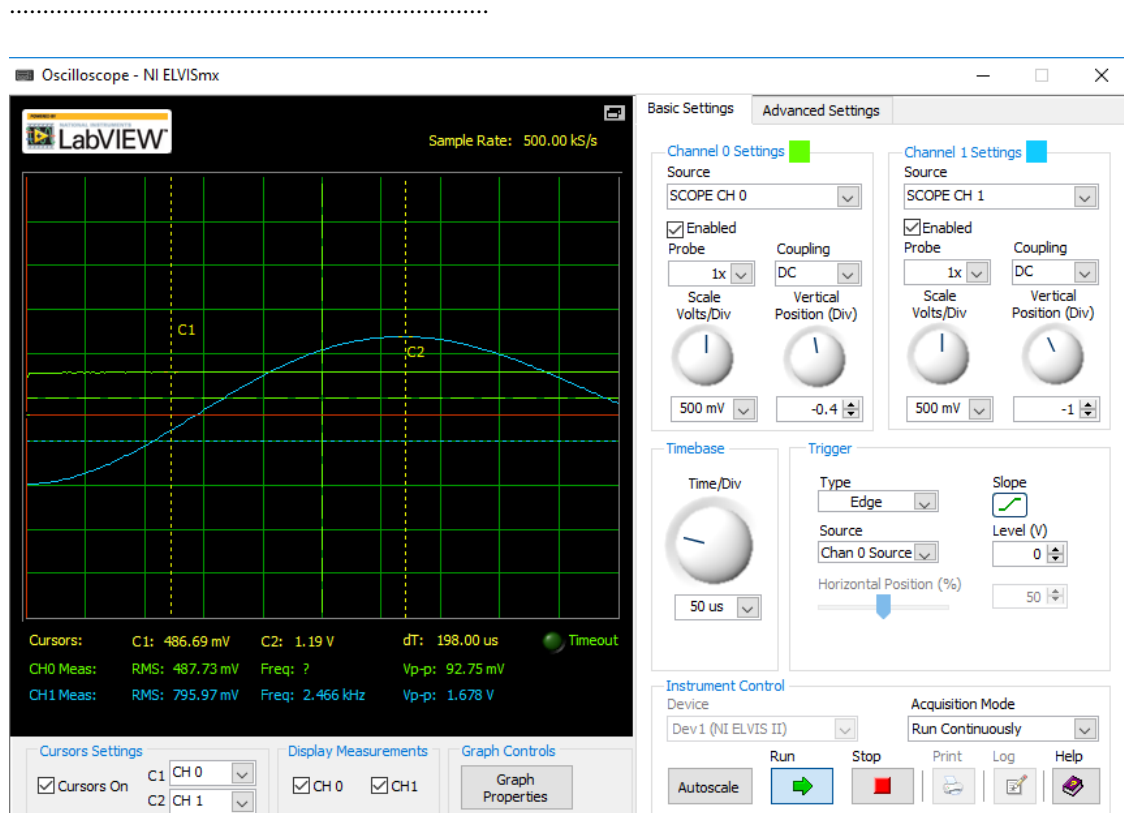 ........................................................................
Oscilloscope - NI ELVISmx
POWERED BY
NATIONAL INSTRUMENTS
LabVIEW™
Sample Rate: 500.00 kS/s
C1
C2
Cursors: C1: 486.69 mV C2: 1.19 V dT: 198.00 us Timeout
CH0 Meas: RMS: 487.73 mV Freq: ? Vp-p: 92.75 mV
CH1 Meas: RMS: 795.97 mV Freq: 2.466 kHz Vp-p: 1.678 V
Cursors Settings
Cursors On
C1 CH 0
C2 CH 1
Display Measurements
CH 0 CH1
Graph Controls
Graph
Properties
Basic Settings Advanced Settings
Channel 0 Settings
Source
SCOPE CH 0
Enabled
Probe Coupling
1x DC
Scale Vertical
Volts/Div Position (Div)
500 mV -0.4
Channel 1 Settings
Source
SCOPE CH 1
Enabled
Probe Coupling
1x DC
Scale Vertical
Volts/Div Position (Div)
500 mV -1
Timebase
Time/Div
50 us
Trigger
Type Slope
Edge
Source Level (V)
Chan 0 Source 0
Horizontal Position (%)
50
Instrument Control
Device Acquisition Mode
Dev1 (NI ELVIS II) Run Continuously
Run Stop Print Log Help
Autoscale